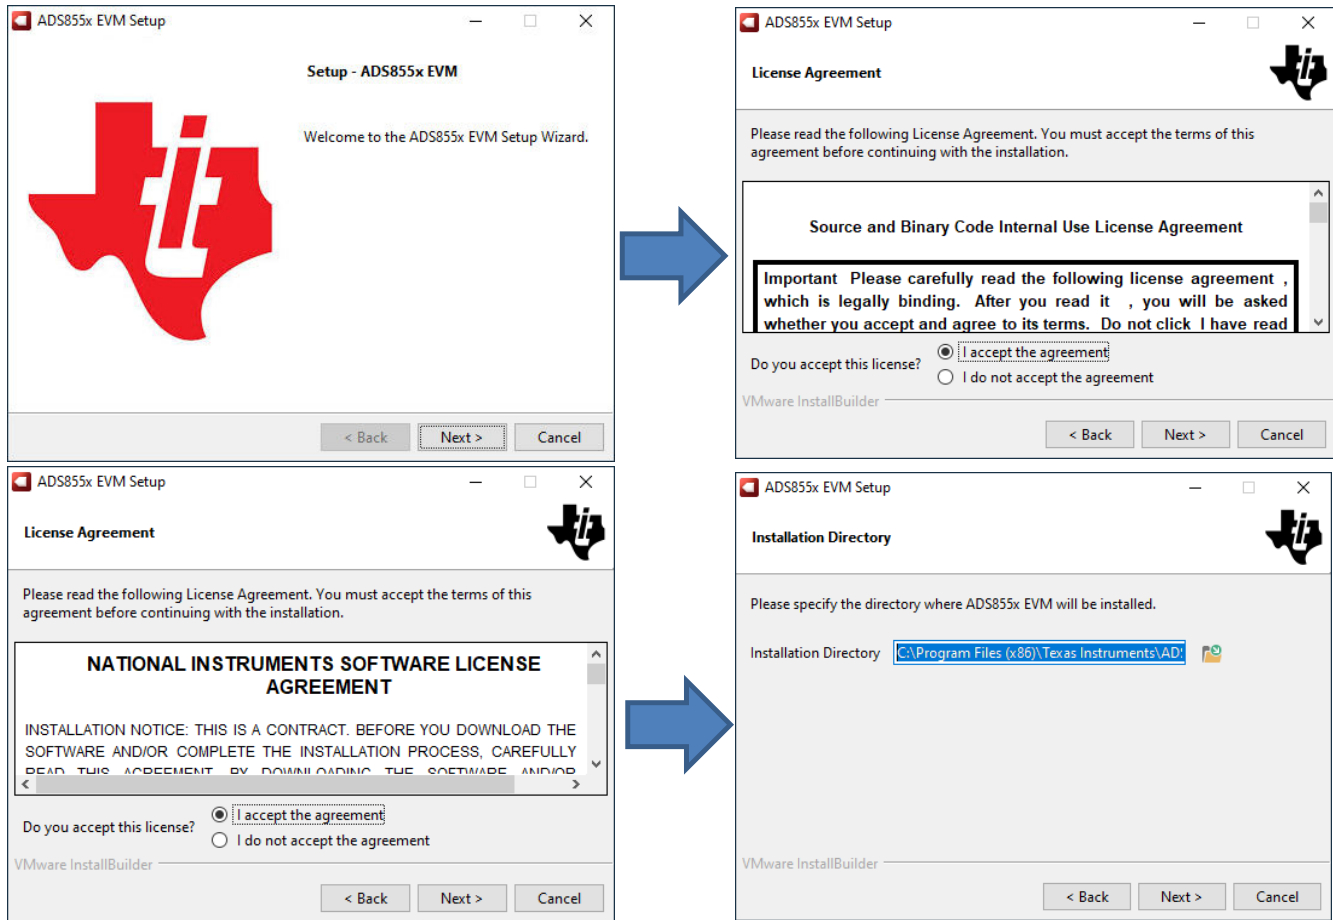 ADS855x EVM Setup
Setup - ADS855x EVM
Welcome to the ADS855x EVM Setup Wizard.
< Back Next > Cancel
ADS855x EVM Setup
License Agreement
Please read the following License Agreement. You must accept the terms of this
agreement before continuing with the installation.
Source and Binary Code Internal Use License Agreement
Important Please carefully read the following license agreement ,
which is legally binding. After you read it , you will be asked
whether you accept and agree to its terms. Do not click I have read
Do you accept this license?
I accept the agreement
I do not accept the agreement
VMware InstallBuilder
< Back Next > Cancel
ADS855x EVM Setup
License Agreement
Please read the following License Agreement. You must accept the terms of this
agreement before continuing with the installation.
NATIONAL INSTRUMENTS SOFTWARE LICENSE
AGREEMENT
INSTALLATION NOTICE: THIS IS A CONTRACT. BEFORE YOU DOWNLOAD THE
SOFTWARE AND/OR COMPLETE THE INSTALLATION PROCESS, CAREFULLY
READ THIS AGREEMENT. BY DOWNLOADING THE SOFTWARE AND/OR
Do you accept this license?
I accept the agreement
I do not accept the agreement
VMware InstallBuilder
< Back Next > Cancel
ADS855x EVM Setup
Installation Directory
Please specify the directory where ADS855x EVM will be installed.
Installation Directory C:\Program Files (x86)\Texas Instruments\AD
VMware InstallBuilder
< Back Next > Cancel